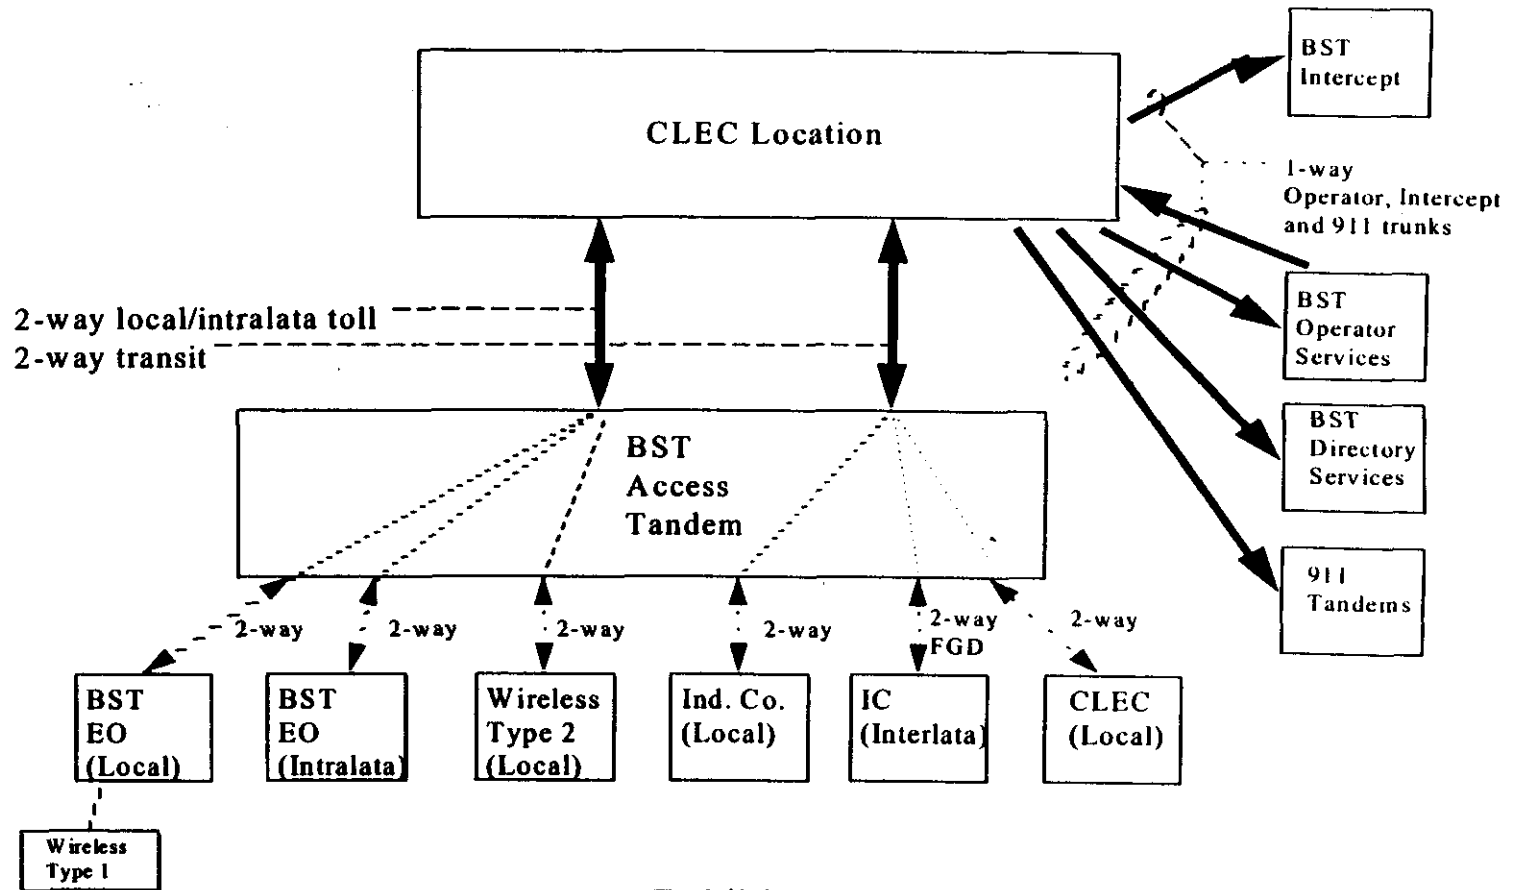 BST
Intercept
CLEC Location
1-way
Operator, Intercept
and 911 trunks
2-way local/intralata toll
2-way transit
BST
Operator
Services
BST
Directory
Services
BST
Access
Tandem
911
Tandems
2-way
2-way
2-way
2-way
2-way
FGD
2-way
BST
EO
(Local)
BST
EO
(Intralata)
Wireless
Type 2
(Local)
Ind. Co.
(Local)
IC
(Interlata)
CLEC
(Local)
Wireless
Type 1